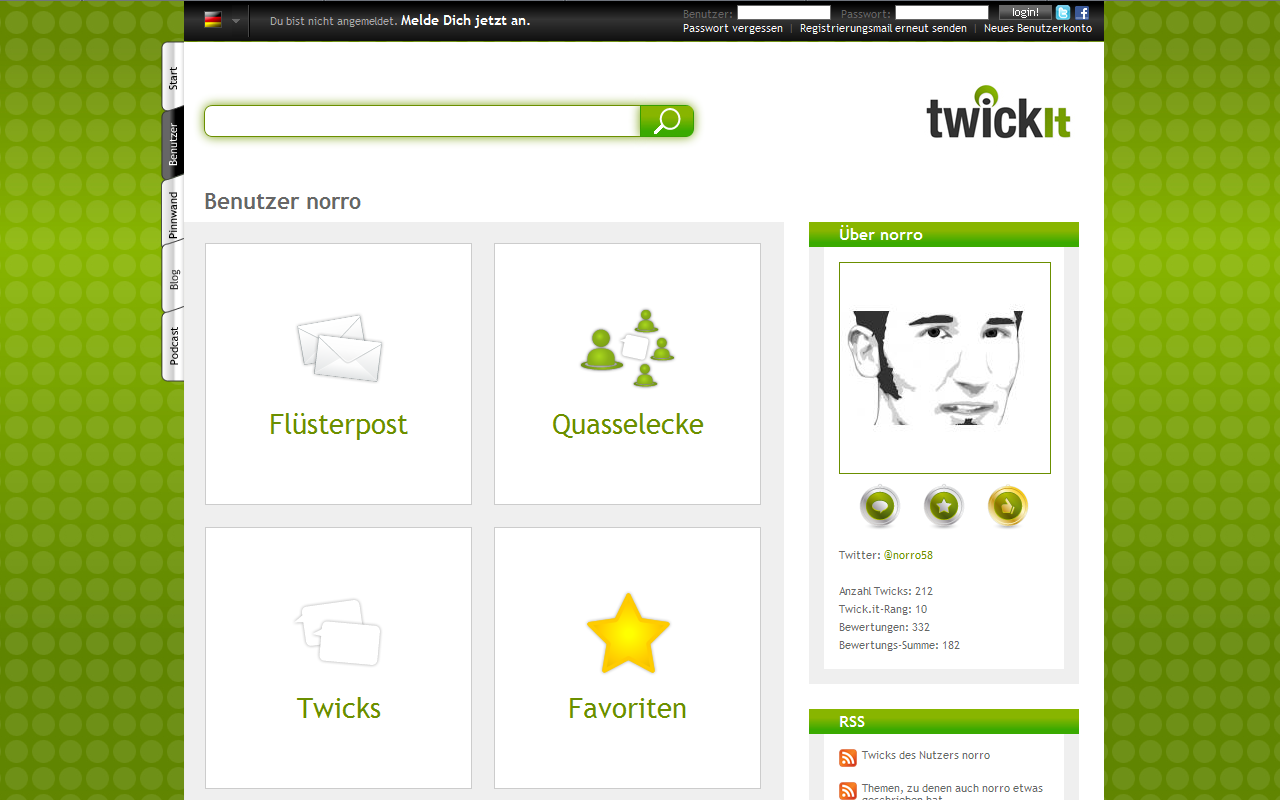 Du bist nicht angemeldet. Melde Dich jetzt an.
Benutzer:
Passwort:
login!
Passwort vergessen | Registrierungsmail erneut senden | Neues Benutzerkonto
Start
Benutzer
Pinnwand
Blog
Podcast
twickit
Benutzer norro
Flüsterpost
Quasselecke
Twicks
Favoriten
Über norro
Twitter: @norro58
Anzahl Twicks: 212
Twick.it-Rang: 10
Bewertungen: 332
Bewertungs-Summe: 182
RSS
Twicks des Nutzers norro
Themen, zu denen auch norro etwas
geschrieben hat